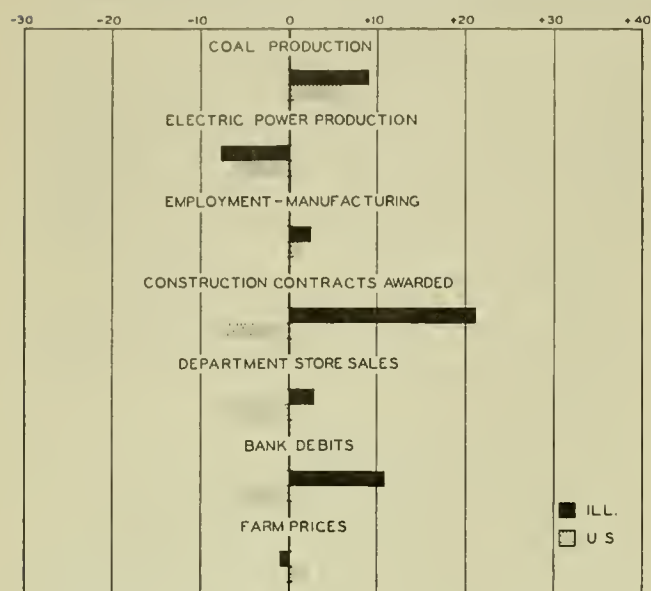 -30 -20 -10 0 +10 +20 +30 +40
COAL PRODUCTION
ELECTRIC POWER PRODUCTION
EMPLOYMENT-MANUFACTURING
CONSTRUCTION CONTRACTS AWARDED
DEPARTMENT STORE SALES
BANK DEBITS
FARM PRICES
ILL.
U S